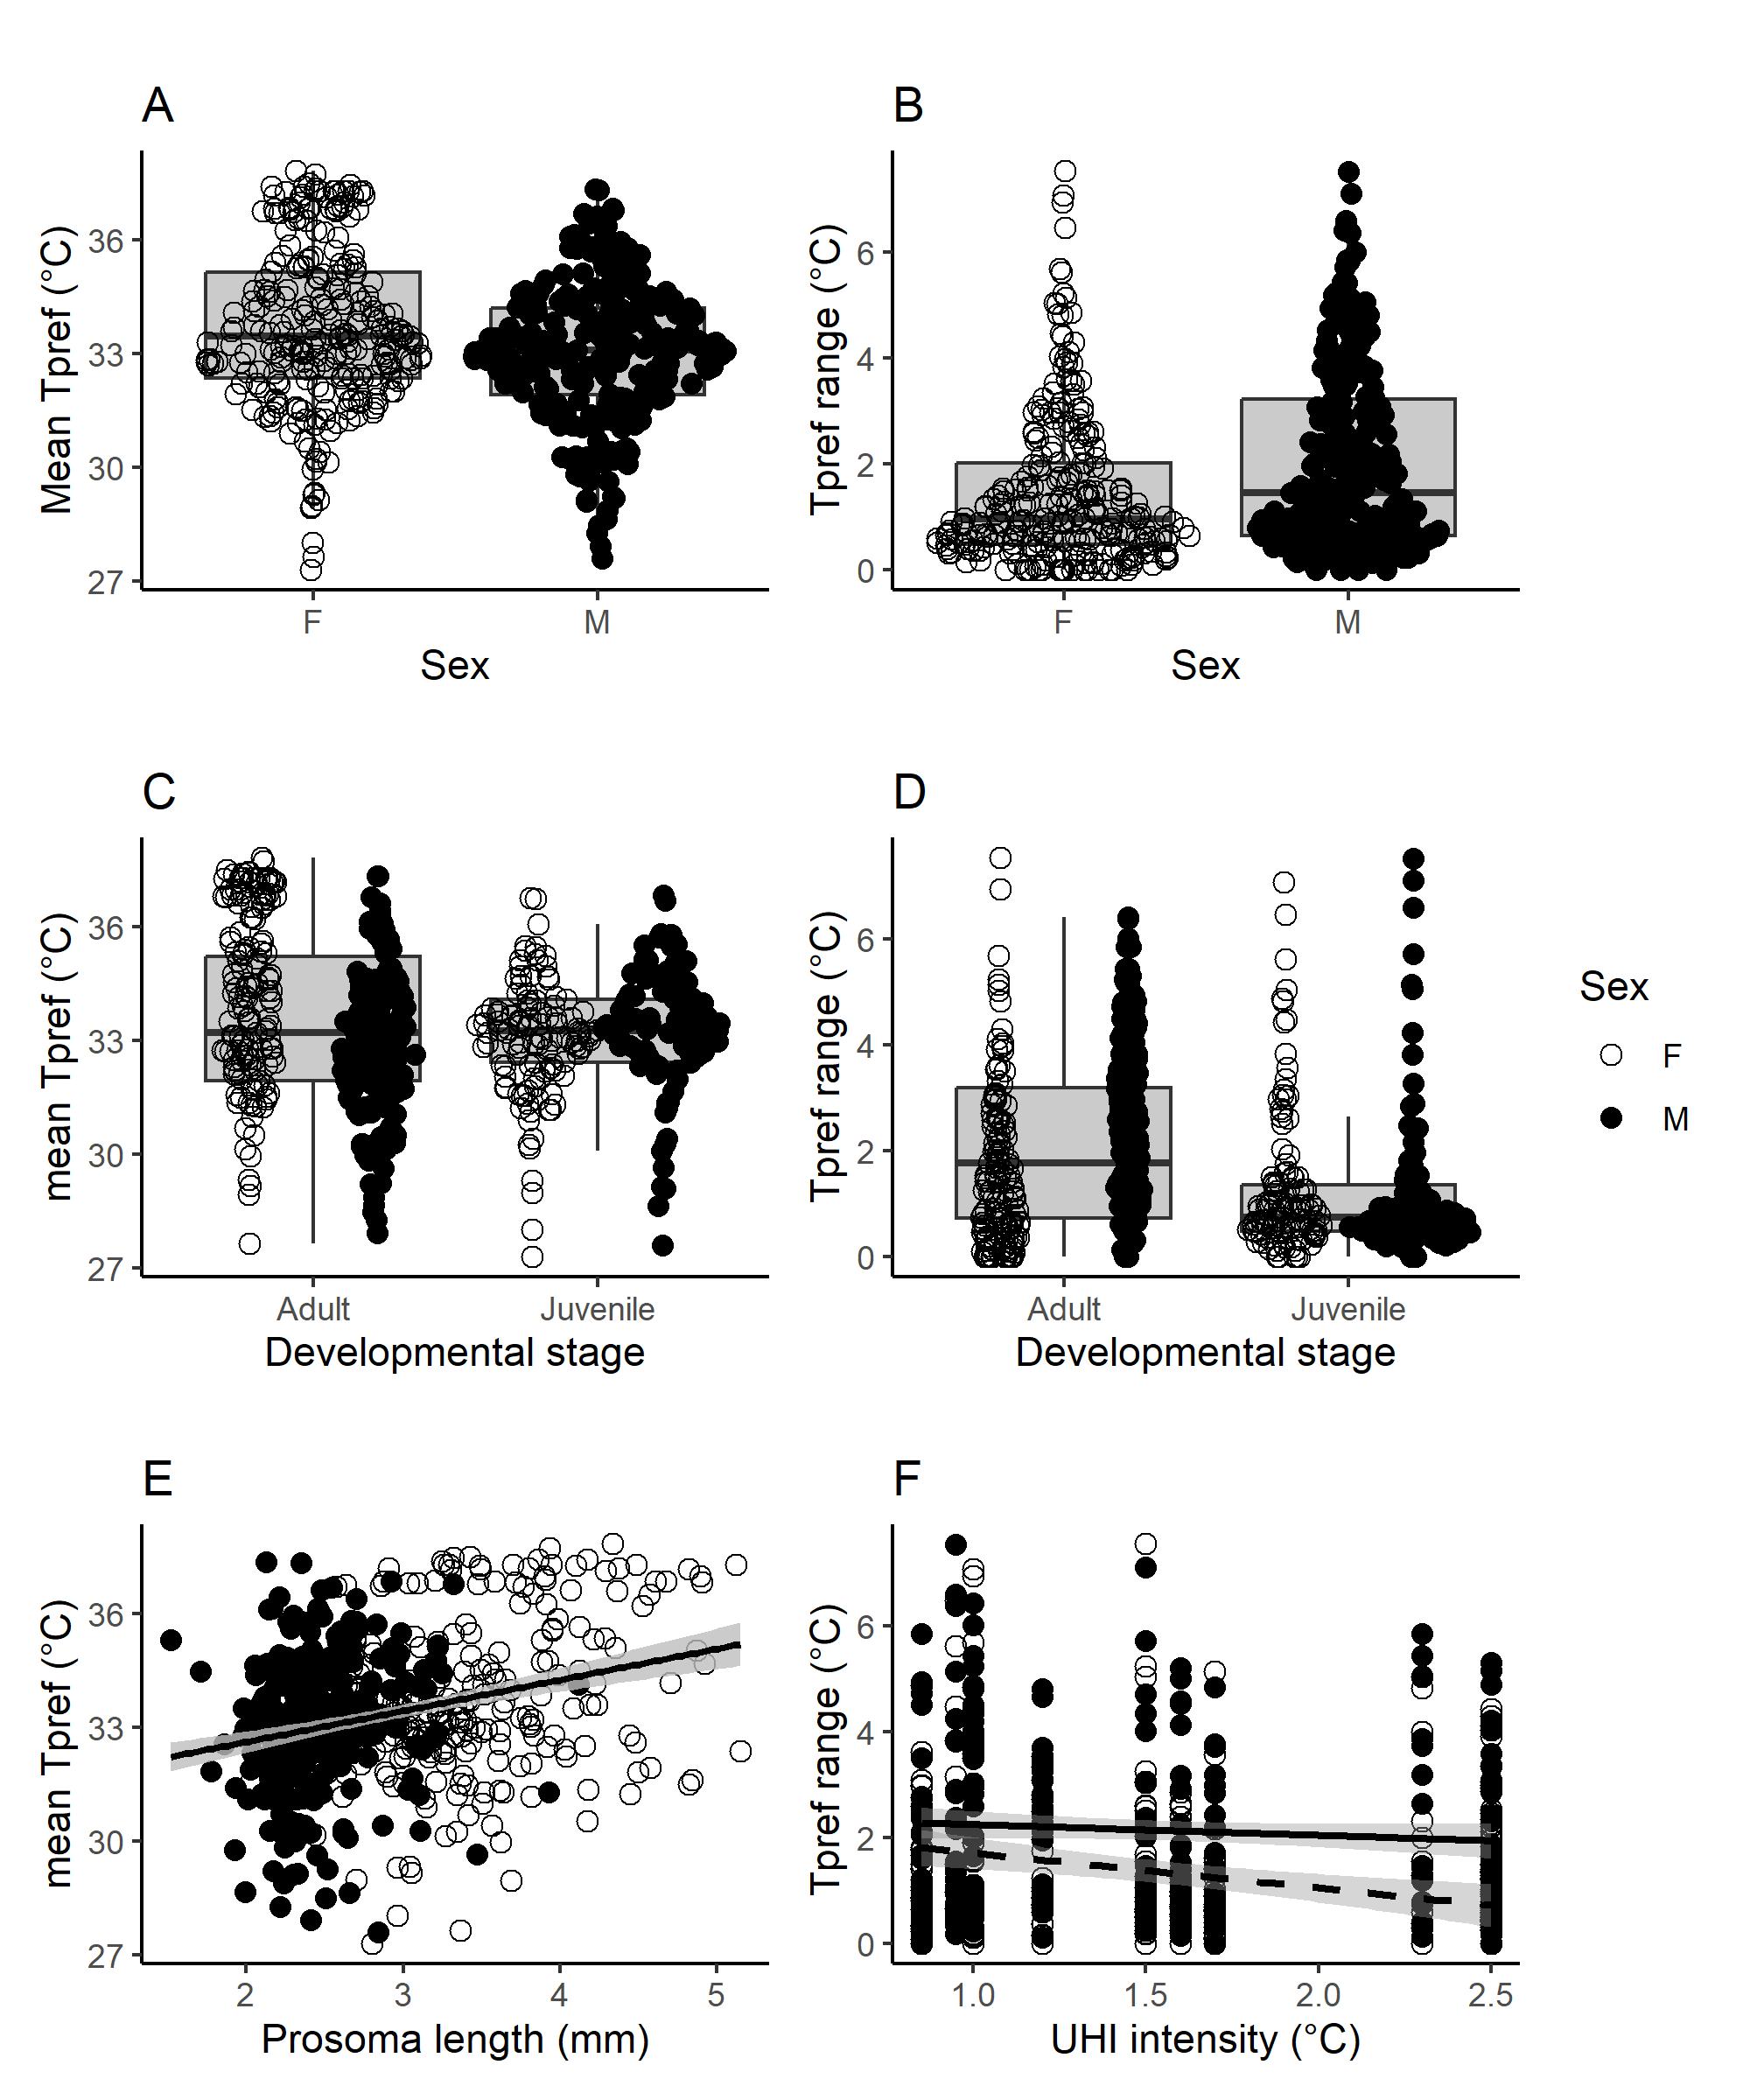 A
Mean Tpref (°C)
36
33
30
27
F
M
Sex
B
Tpref range (°C)
6
4
2
0
F
M
Sex
C
mean Tpref (°C)
36
33
30
27
Adult
Juvenile
Developmental stage
D
Tpref range (°C)
6
4
2
0
Adult
Juvenile
Developmental stage
Sex
F
M
E
mean Tpref (°C)
36
33
30
27
2
3
4
5
Prosoma length (mm)
F
Tpref range (°C)
6
4
2
0
1.0
1.5
2.0
2.5
UHI intensity (°C)